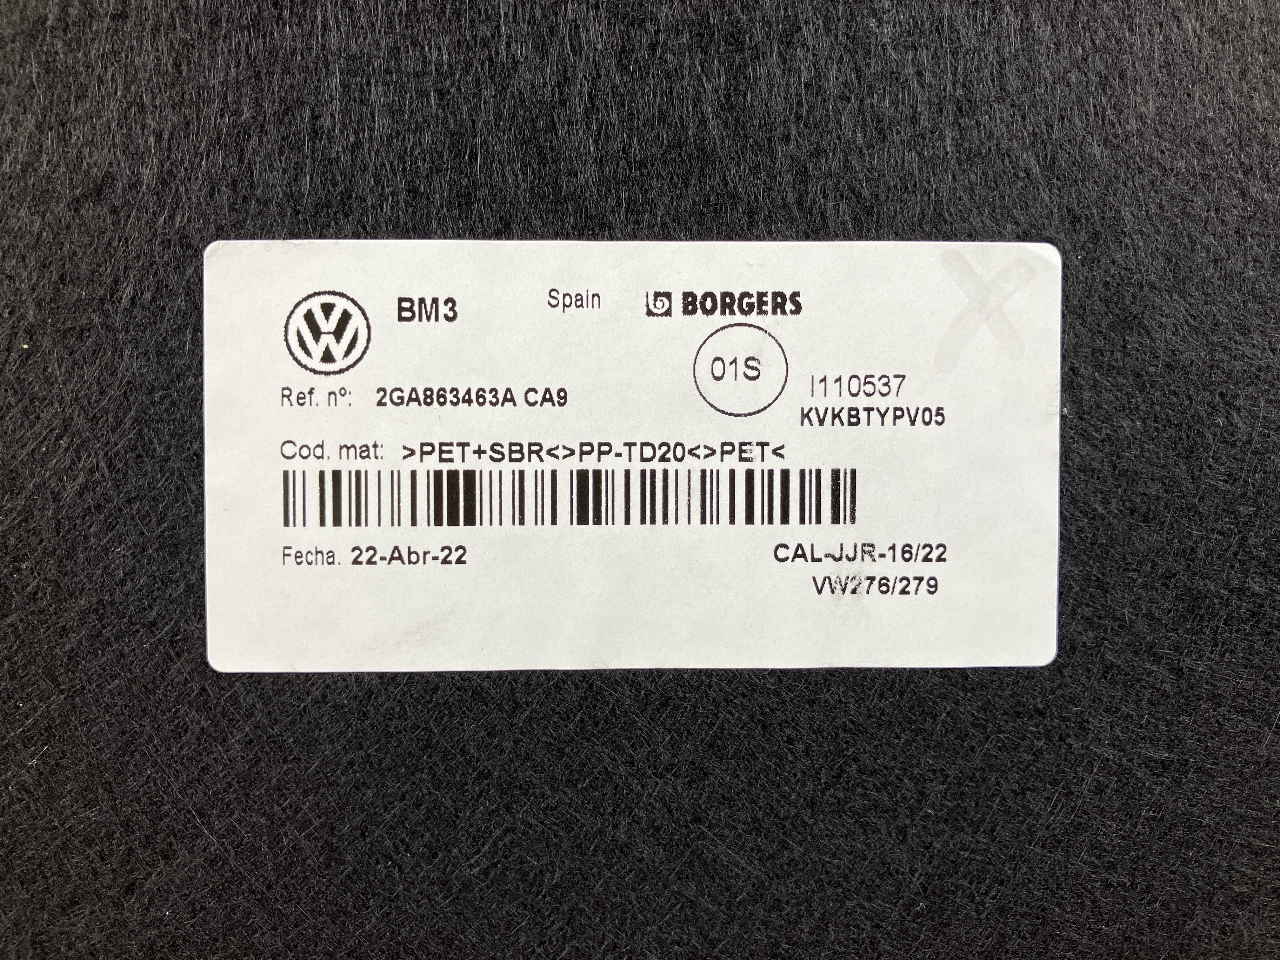 BM3 Spain BORGERS
01S
Ref. nº: 2GA863463A CA9 I110537
KVKBTYPV05
Cod. mat: >PET+SBR<>PP-TD20<>PET<
Fecha. 22-Abr-22 CAL-JJR-16/22
VW276/279